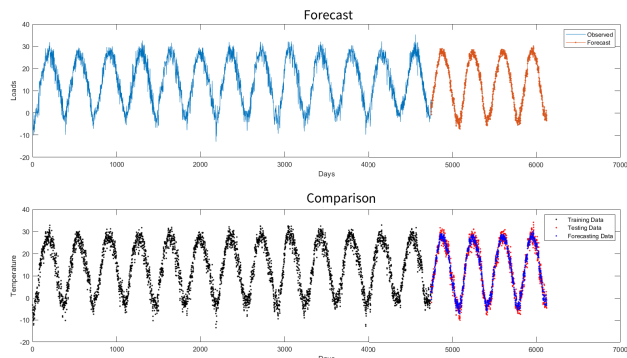 Forecast
40
30
20
10
0
-10
-20
Loads
0 1000 2000 3000 4000 5000 6000 7000
Days
Observed
Forecast
Comparison
40
30
20
10
0
-10
-20
Temperature
0 1000 2000 3000 4000 5000 6000 7000
Days
Training Data
Testing Data
Forecasting Data